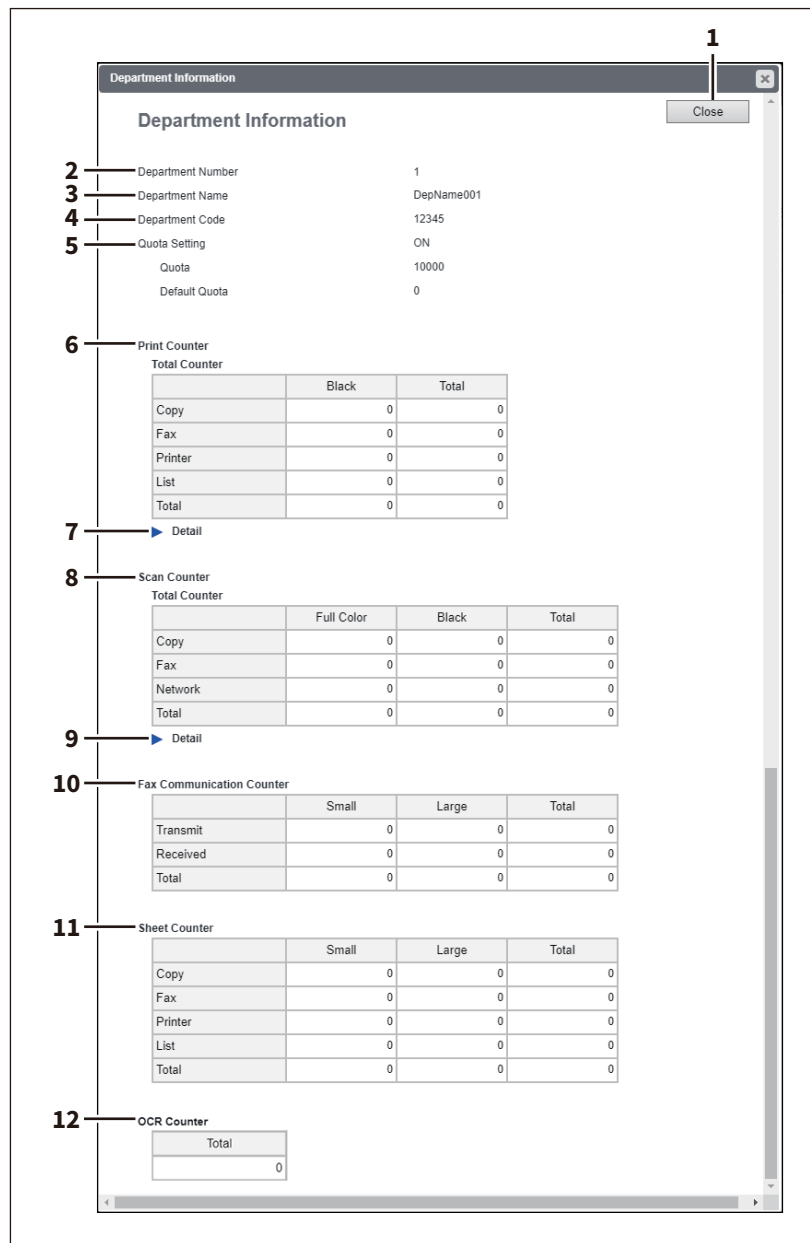 1
Department Information
Close
Department Information
2 Department Number 1
3 Department Name DepName001
4 Department Code 12345
5 Quota Setting ON
Quota 10000
Default Quota 0
6 Print Counter
Total Counter
Black Total
Copy 0 0
Fax 0 0
Printer 0 0
List 0 0
Total 0 0
7 Detail
8 Scan Counter
Total Counter
Full Color Black Total
Copy 0 0 0
Fax 0 0 0
Network 0 0 0
Total 0 0 0
9 Detail
10 Fax Communication Counter
Small Large Total
Transmit 0 0 0
Received 0 0 0
Total 0 0 0
11 Sheet Counter
Small Large Total
Copy 0 0 0
Fax 0 0 0
Printer 0 0 0
List 0 0 0
Total 0 0 0
12 OCR Counter
Total
0